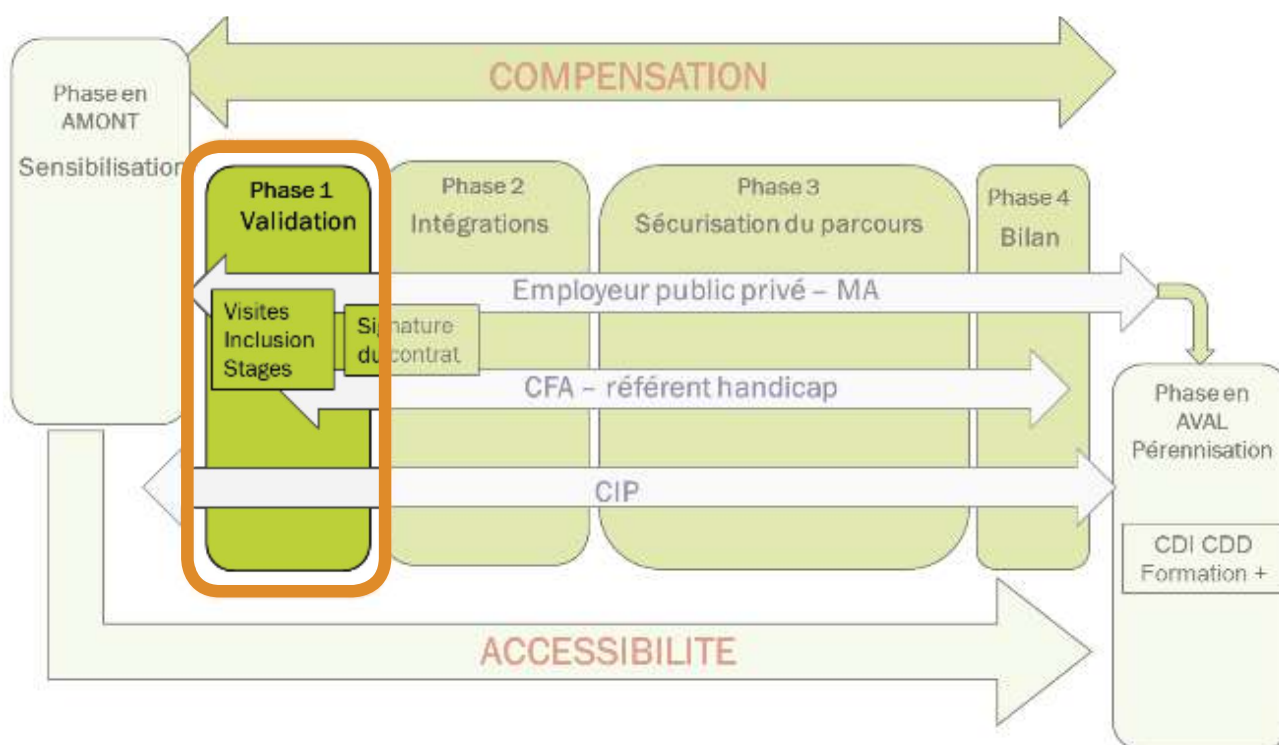 COMPENSATION
Phase en
AMONT
Sensibilisation
Phase 1
Validation
Phase 2
Intégrations
Phase 3
Sécurisation du parcours
Phase 4
Bilan
Employeur public privé – MA
Visites
Inclusion
Stages
Signature
du contrat
CFA – référent handicap
CIP
Phase en
AVAL
Pérennisation
CDI CDD
Formation +
ACCESSIBILITE